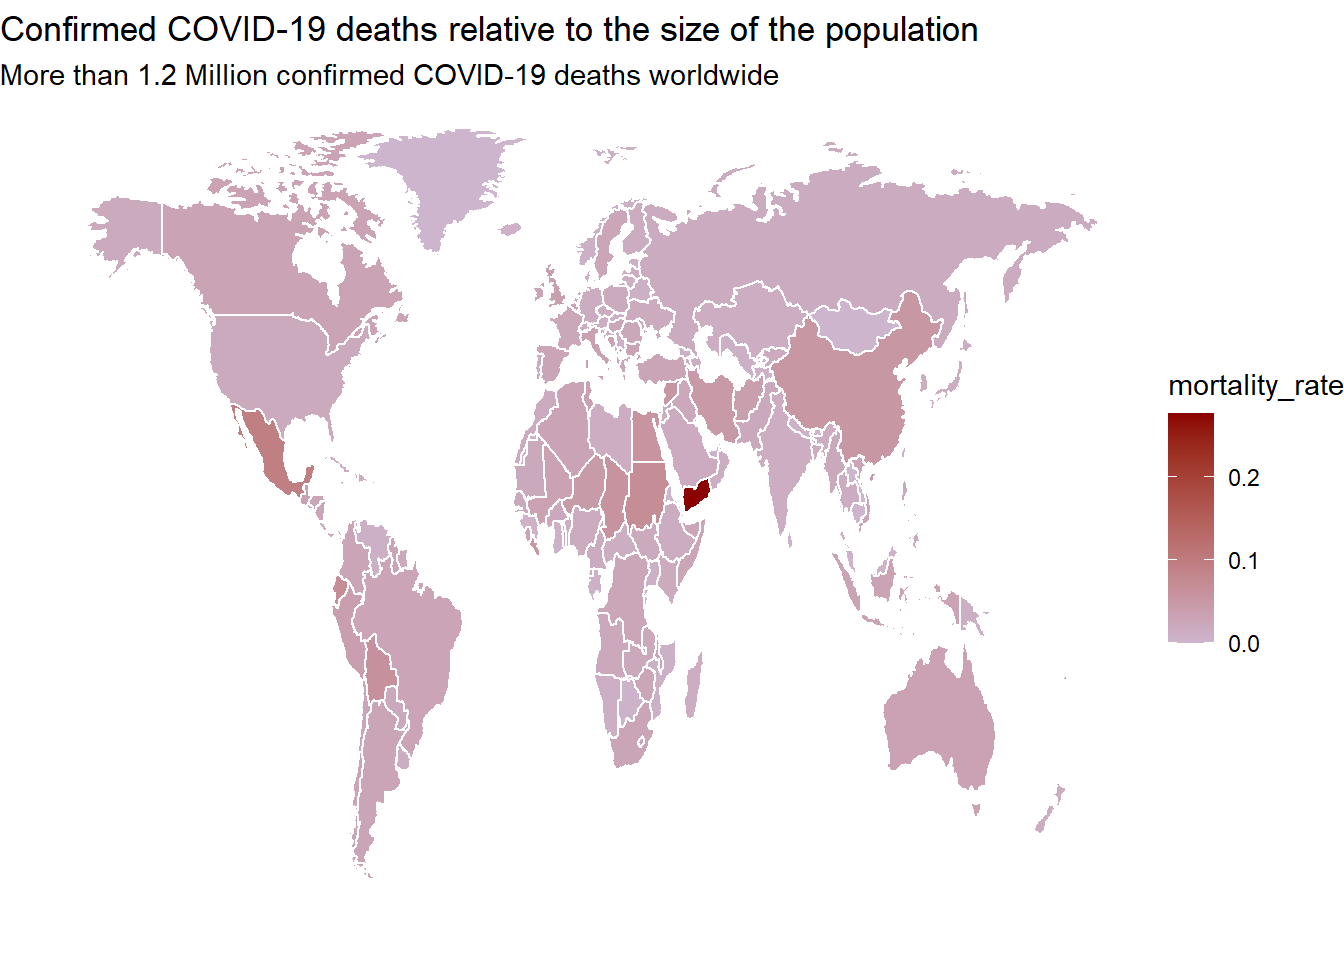 Confirmed COVID-19 deaths relative to the size of the population
More than 1.2 Million confirmed COVID-19 deaths worldwide
mortality_rate
0.2
0.1
0.0